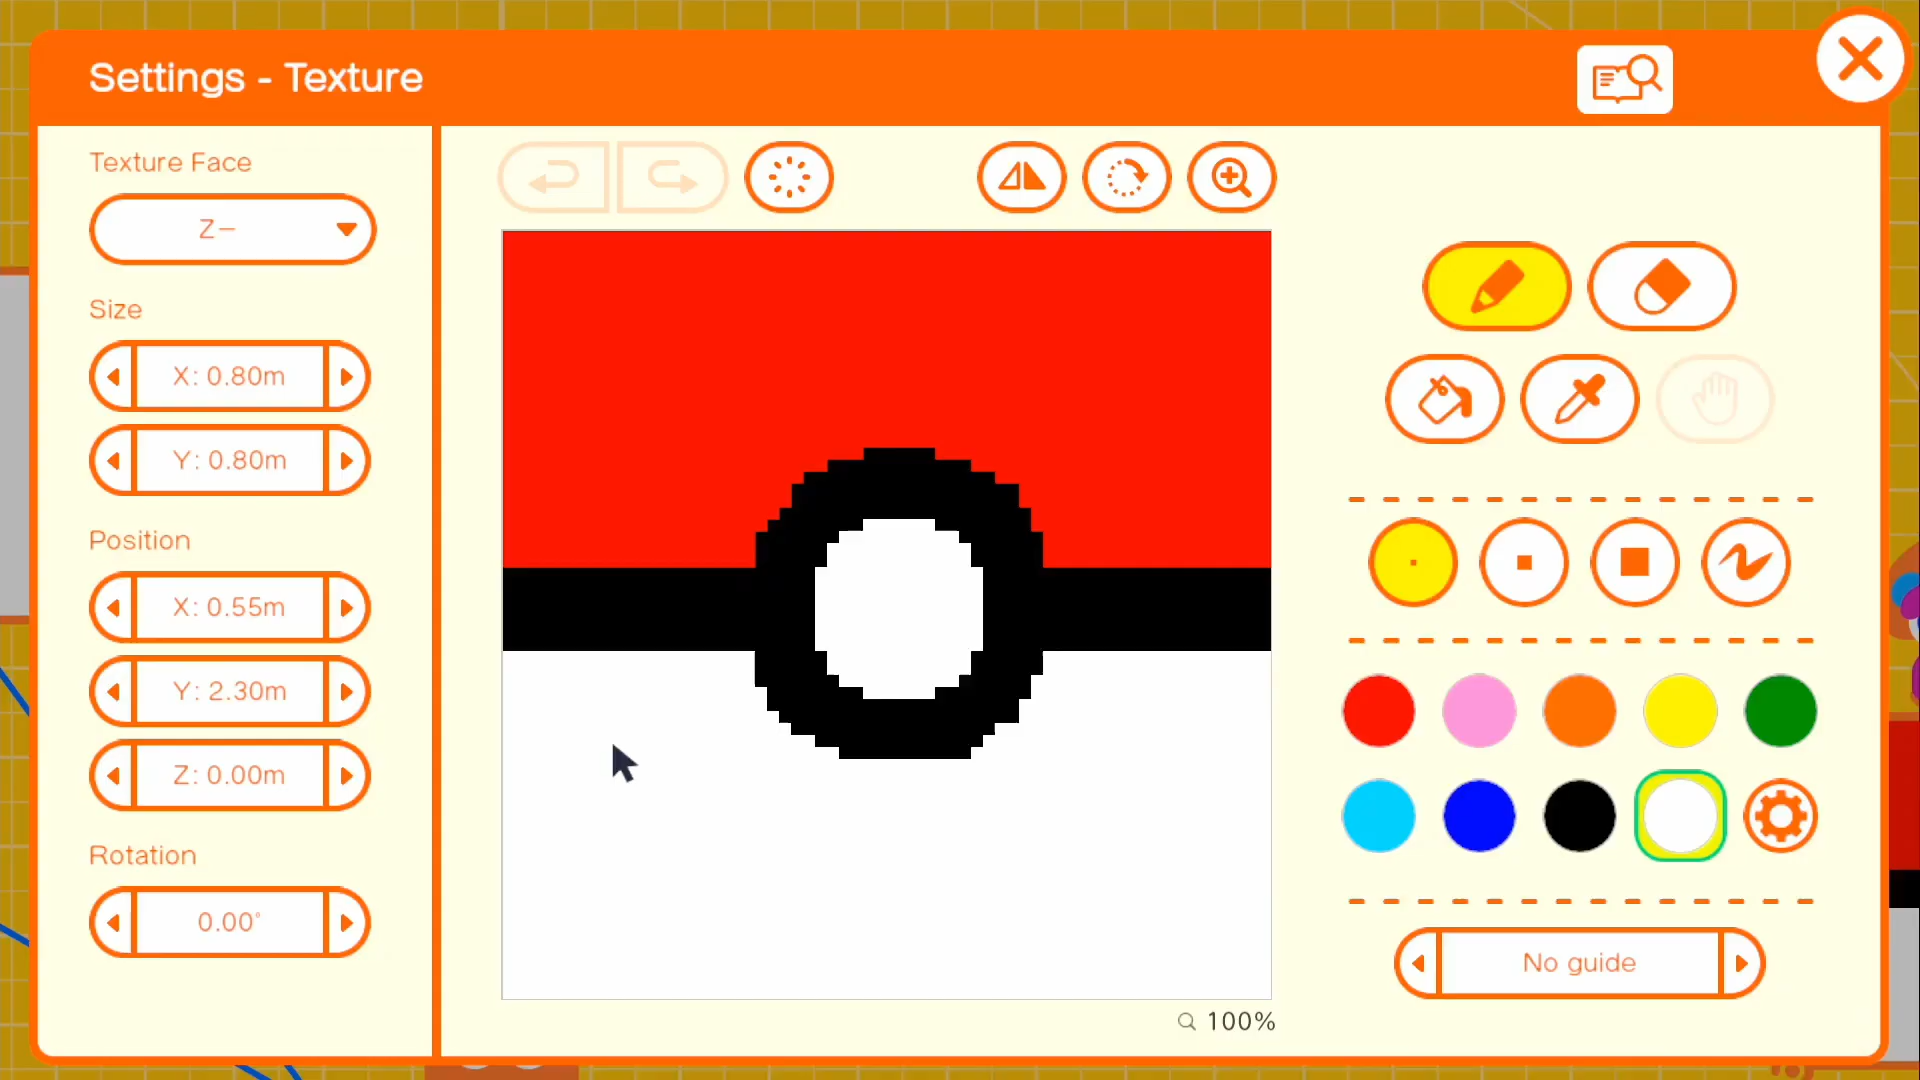 Settings - Texture
Texture Face
Z−
Size
X: 0.80m
Y: 0.80m
Position
X: 0.55m
Y: 2.30m
Z: 0.00m
Rotation
0.00°
No guide
100%